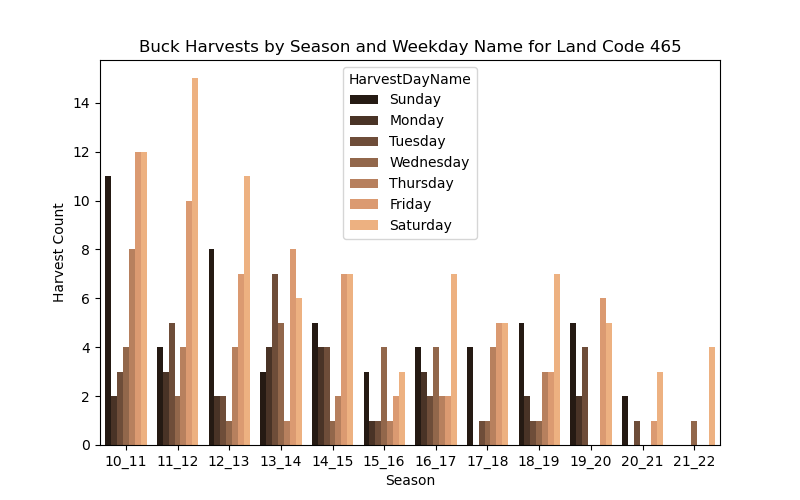 Buck Harvests by Season and Weekday Name for Land Code 465
HarvestDayName
Sunday
Monday
Tuesday
Wednesday
Thursday
Friday
Saturday
Harvest Count
14
12
10
8
6
4
2
0
10_11 11_12 12_13 13_14 14_15 15_16 16_17 17_18 18_19 19_20 20_21 21_22
Season